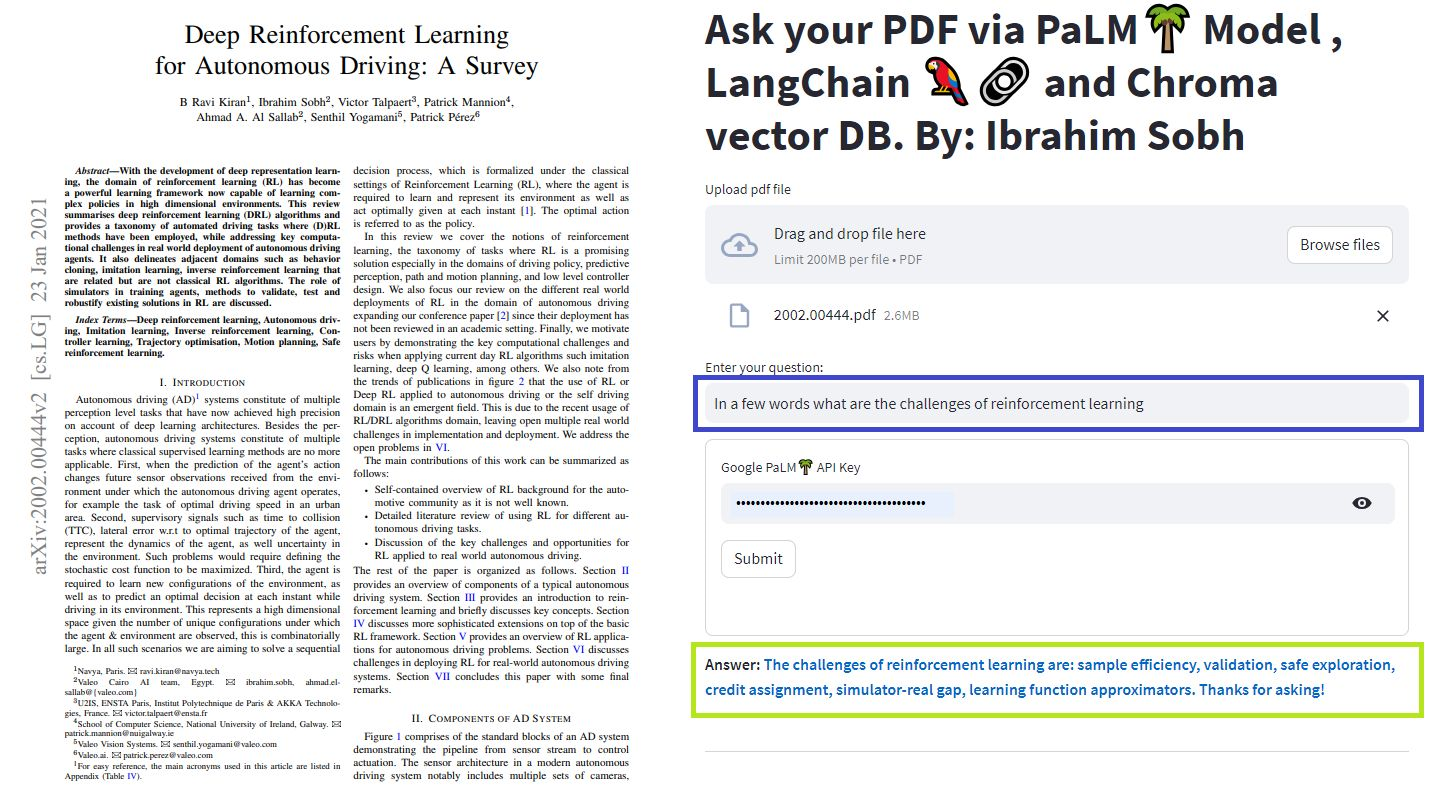 Deep Reinforcement Learning
for Autonomous Driving: A Survey
B Ravi Kiran1, Ibrahim Sobh2, Victor Talpaert3, Patrick Mannion4,
Ahmad A. Al Sallab2, Senthil Yogamani5, Patrick Pérez6
arXiv:2002.00444v2 [cs.LG] 23 Jan 2021
Abstract—With the development of deep representation learn-
ing, the domain of reinforcement learning (RL) has become
a powerful learning framework now capable of learning com-
plex policies in high dimensional environments. This review
summarises deep reinforcement learning (DRL) algorithms and
provides a taxonomy of automated driving tasks where (D)RL
methods have been employed, while addressing key computa-
tional challenges in real world deployment of autonomous driving
agents. It also delineates adjacent domains such as behavior
cloning, imitation learning, inverse reinforcement learning that
are related but are not classical RL algorithms. The role of
simulators in training agents, methods to validate, test and
robustify existing solutions in RL are discussed.
Index Terms—Deep reinforcement learning, Autonomous driv-
ing, Imitation learning, Inverse reinforcement learning, Con-
troller learning, Trajectory optimisation, Motion planning, Safe
reinforcement learning.
I. INTRODUCTION
Autonomous driving (AD)1 systems constitute of multiple
perception level tasks that have now achieved high precision
on account of deep learning architectures. Besides the per-
ception, autonomous driving systems constitute of multiple
tasks where classical supervised learning methods are no more
applicable. First, when the prediction of the agent's action
changes future sensor observations received from the envi-
ronment under which the autonomous driving agent operates,
for example the task of optimal driving speed in an urban
area. Second, supervisory signals such as time to collision
(TTC), lateral error w.r.t to optimal trajectory of the agent,
represent the dynamics of the agent, as well uncertainty in
the environment. Such problems would require defining the
stochastic cost function to be maximized. Third, the agent is
required to learn new configurations of the environment, as
well as to predict an optimal decision at each instant while
driving in its environment. This represents a high dimensional
space given the number of unique configurations under which
the agent & environment are observed, this is combinatorially
large. In all such scenarios we are aiming to solve a sequential
1Navya, Paris. ✉ ravi.kiran@navya.tech
2Valeo Cairo AI team, Egypt. ✉ ibrahim.sobh, ahmad.el-
sallab@{valeo.com}
3U2IS, ENSTA Paris, Institut Polytechnique de Paris & AKKA Technolo-
gies, France. ✉ victor.talpaert@ensta.fr
4School of Computer Science, National University of Ireland, Galway. ✉
patrick.mannion@nuigalway.ie
5Valeo Vision Systems. ✉ senthil.yogamani@valeo.com
6Valeo.ai. ✉ patrick.perez@valeo.com
1For easy reference, the main acronyms used in this article are listed in
Appendix (Table IV).
decision process, which is formalized under the classical
settings of Reinforcement Learning (RL), where the agent is
required to learn and represent its environment as well as
act optimally given at each instant [1]. The optimal action
is referred to as the policy.
In this review we cover the notions of reinforcement
learning, the taxonomy of tasks where RL is a promising
solution especially in the domains of driving policy, predictive
perception, path and motion planning, and low level controller
design. We also focus our review on the different real world
deployments of RL in the domain of autonomous driving
expanding our conference paper [2] since their deployment has
not been reviewed in an academic setting. Finally, we motivate
users by demonstrating the key computational challenges and
risks when applying current day RL algorithms such imitation
learning, deep Q learning, among others. We also note from
the trends of publications in figure 2 that the use of RL or
Deep RL applied to autonomous driving or the self driving
domain is an emergent field. This is due to the recent usage of
RL/DRL algorithms domain, leaving open multiple real world
challenges in implementation and deployment. We address the
open problems in VI.
The main contributions of this work can be summarized as
follows:
• Self-contained overview of RL background for the auto-
motive community as it is not well known.
• Detailed literature review of using RL for different au-
tonomous driving tasks.
• Discussion of the key challenges and opportunities for
RL applied to real world autonomous driving.
The rest of the paper is organized as follows. Section II
provides an overview of components of a typical autonomous
driving system. Section III provides an introduction to rein-
forcement learning and briefly discusses key concepts. Section
IV discusses more sophisticated extensions on top of the basic
RL framework. Section V provides an overview of RL applica-
tions for autonomous driving problems. Section VI discusses
challenges in deploying RL for real-world autonomous driving
systems. Section VII concludes this paper with some final
remarks.
II. COMPONENTS OF AD SYSTEM
Figure 1 comprises of the standard blocks of an AD system
demonstrating the pipeline from sensor stream to control
actuation. The sensor architecture in a modern autonomous
driving system notably includes multiple sets of cameras,
Ask your PDF via PaLM🌴 Model ,
LangChain 🦜🔗 and Chroma
vector DB. By: Ibrahim Sobh
Upload pdf file
Drag and drop file here
Limit 200MB per file • PDF
Browse files
2002.00444.pdf 2.6MB
Enter your question:
In a few words what are the challenges of reinforcement learning
Google PaLM🌴 API Key
Submit
Answer: The challenges of reinforcement learning are: sample efficiency, validation, safe exploration,
credit assignment, simulator-real gap, learning function approximators. Thanks for asking!